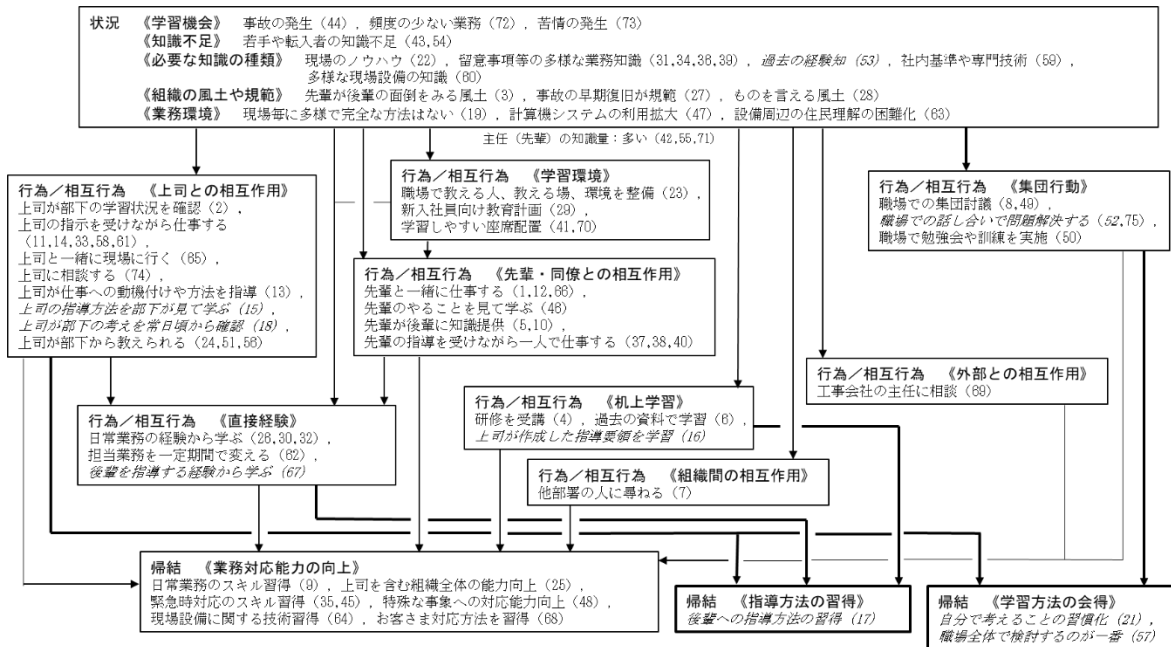 状況 《学習機会》 事故の発生（44），頻度の少ない業務（72），苦情の発生（73）
《知識不足》 若手や転入者の知識不足（43,54）
《必要な知識の種類》 現場のノウハウ（22），留意事項等の多様な業務知識（31,34,36,39），過去の経験知（53），社内基準や専門技術（59），
多様な現場設備の知識（60）
《組織の風土や規範》 先輩が後輩の面倒をみる風土（3），事故の早期復旧が規範（27），ものを言える風土（28）
《業務環境》 現場毎に多様で完全な方法はない（19），計算機システムの利用拡大（47），設備周辺の住民理解の困難化（63）
主任（先輩）の知識量：多い（42,55,71）
行為／相互行為 《上司との相互作用》
上司が部下の学習状況を確認（2），
上司の指示を受けながら仕事する
（11,14,33,58,61），
上司と一緒に現場に行く（65），
上司に相談する（74），
上司が仕事への動機付けや方法を指導（13），
上司の指導方法を部下が見て学ぶ（15），
上司が部下の考えを常日頃から確認（18），
上司が部下から教えられる（24,51,56）
行為／相互行為 《学習環境》
職場で教える人、教える場、環境を整備（23），
新入社員向け教育計画（29），
学習しやすい座席配置（41,70）
行為／相互行為 《集団行動》
職場での集団討議（8,49），
職場での話し合いで問題解決する（52,75），
職場で勉強会や訓練を実施（50）
行為／相互行為 《先輩・同僚との相互作用》
先輩と一緒に仕事する（1,12,66），
先輩のやることを見て学ぶ（46），
先輩が後輩に知識提供（5,10），
先輩の指導を受けながら一人で仕事する（37,38,40）
行為／相互行為 《外部との相互作用》
工事会社の主任に相談（69）
行為／相互行為 《直接経験》
日常業務の経験から学ぶ（26,30,32），
担当業務を一定期間で変える（62），
後輩を指導する経験から学ぶ（67）
行為／相互行為 《机上学習》
研修を受講（4），過去の資料で学習（6），
上司が作成した指導要領を学習（16）
行為／相互行為 《組織間の相互作用》
他部署の人に尋ねる（7）
帰結 《業務対応能力の向上》
日常業務のスキル習得（9），上司を含む組織全体の能力向上（25），
緊急時対応のスキル習得（35,45），特殊な事象への対応能力向上（48），
現場設備に関する技術習得（64），お客さま対応方法を習得（68）
帰結 《指導方法の習得》
後輩への指導方法の習得（17）
帰結 《学習方法の会得》
自分で考えることの習慣化（21），
職場全体で検討するのが一番（57）